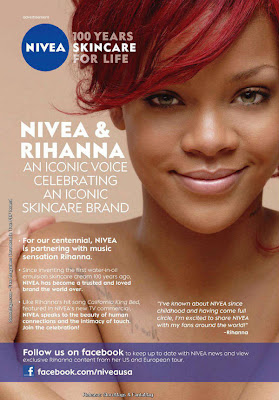 100 YEARS
NIVEA SKINCARE
FOR LIFE
NIVEA &
RIHANNA
AN ICONIC VOICE
CELEBRATING
AN ICONIC
SKINCARE BRAND
• For our centennial, NIVEA
is partnering with music
sensation Rihanna.
• Since inventing the first water-in-oil
emulsion skincare cream 100 years ago,
NIVEA has become a trusted and loved
brand the world over.
• Like Rihanna's hit song California King Bed,
featured in NIVEA's new TV commercial,
NIVEA speaks to the beauty of human
connections and the intimacy of touch.
Join the celebration!
"I've known about NIVEA since
childhood and having come full
circle, I'm excited to share NIVEA
with my fans around the world!"
-Rihanna
Follow us on facebook to keep up to date with NIVEA news and view
exclusive Rihanna content from her US and European tour.
f facebook.com/niveausa